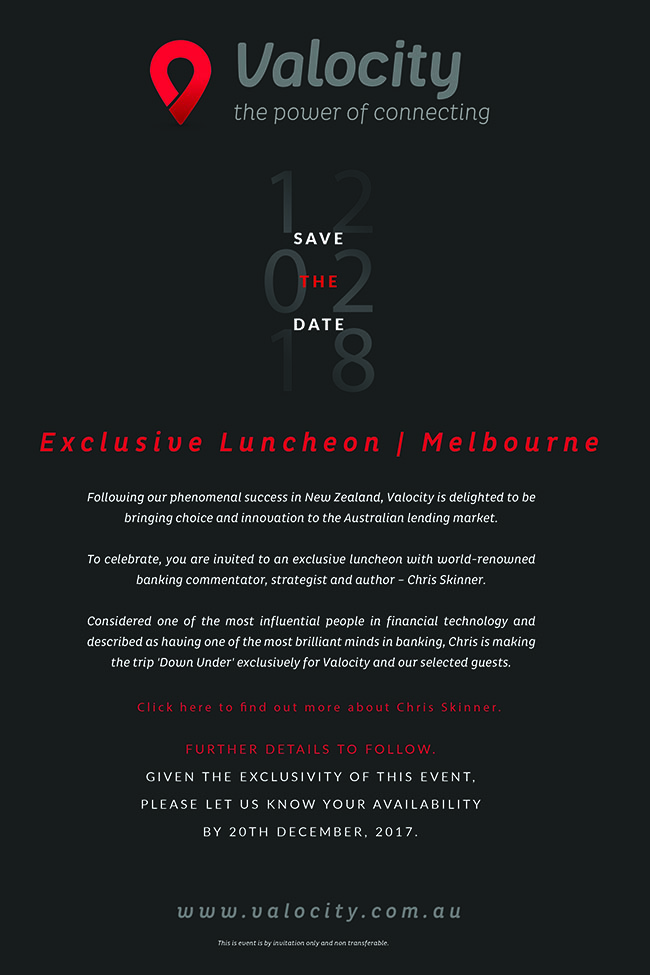 Valocity
the power of connecting
12
SAVE
02
THE
DATE
18
Exclusive Luncheon | Melbourne
Following our phenomenal success in New Zealand, Valocity is delighted to be
bringing choice and innovation to the Australian lending market.
To celebrate, you are invited to an exclusive luncheon with world-renowned
banking commentator, strategist and author – Chris Skinner.
Considered one of the most influential people in financial technology and
described as having one of the most brilliant minds in banking, Chris is making
the trip 'Down Under' exclusively for Valocity and our selected guests.
Click here to find out more about Chris Skinner.
FURTHER DETAILS TO FOLLOW.
GIVEN THE EXCLUSIVITY OF THIS EVENT,
PLEASE LET US KNOW YOUR AVAILABILITY
BY 20TH DECEMBER, 2017.
www.valocity.com.au
This is event is by invitation only and non transferable.